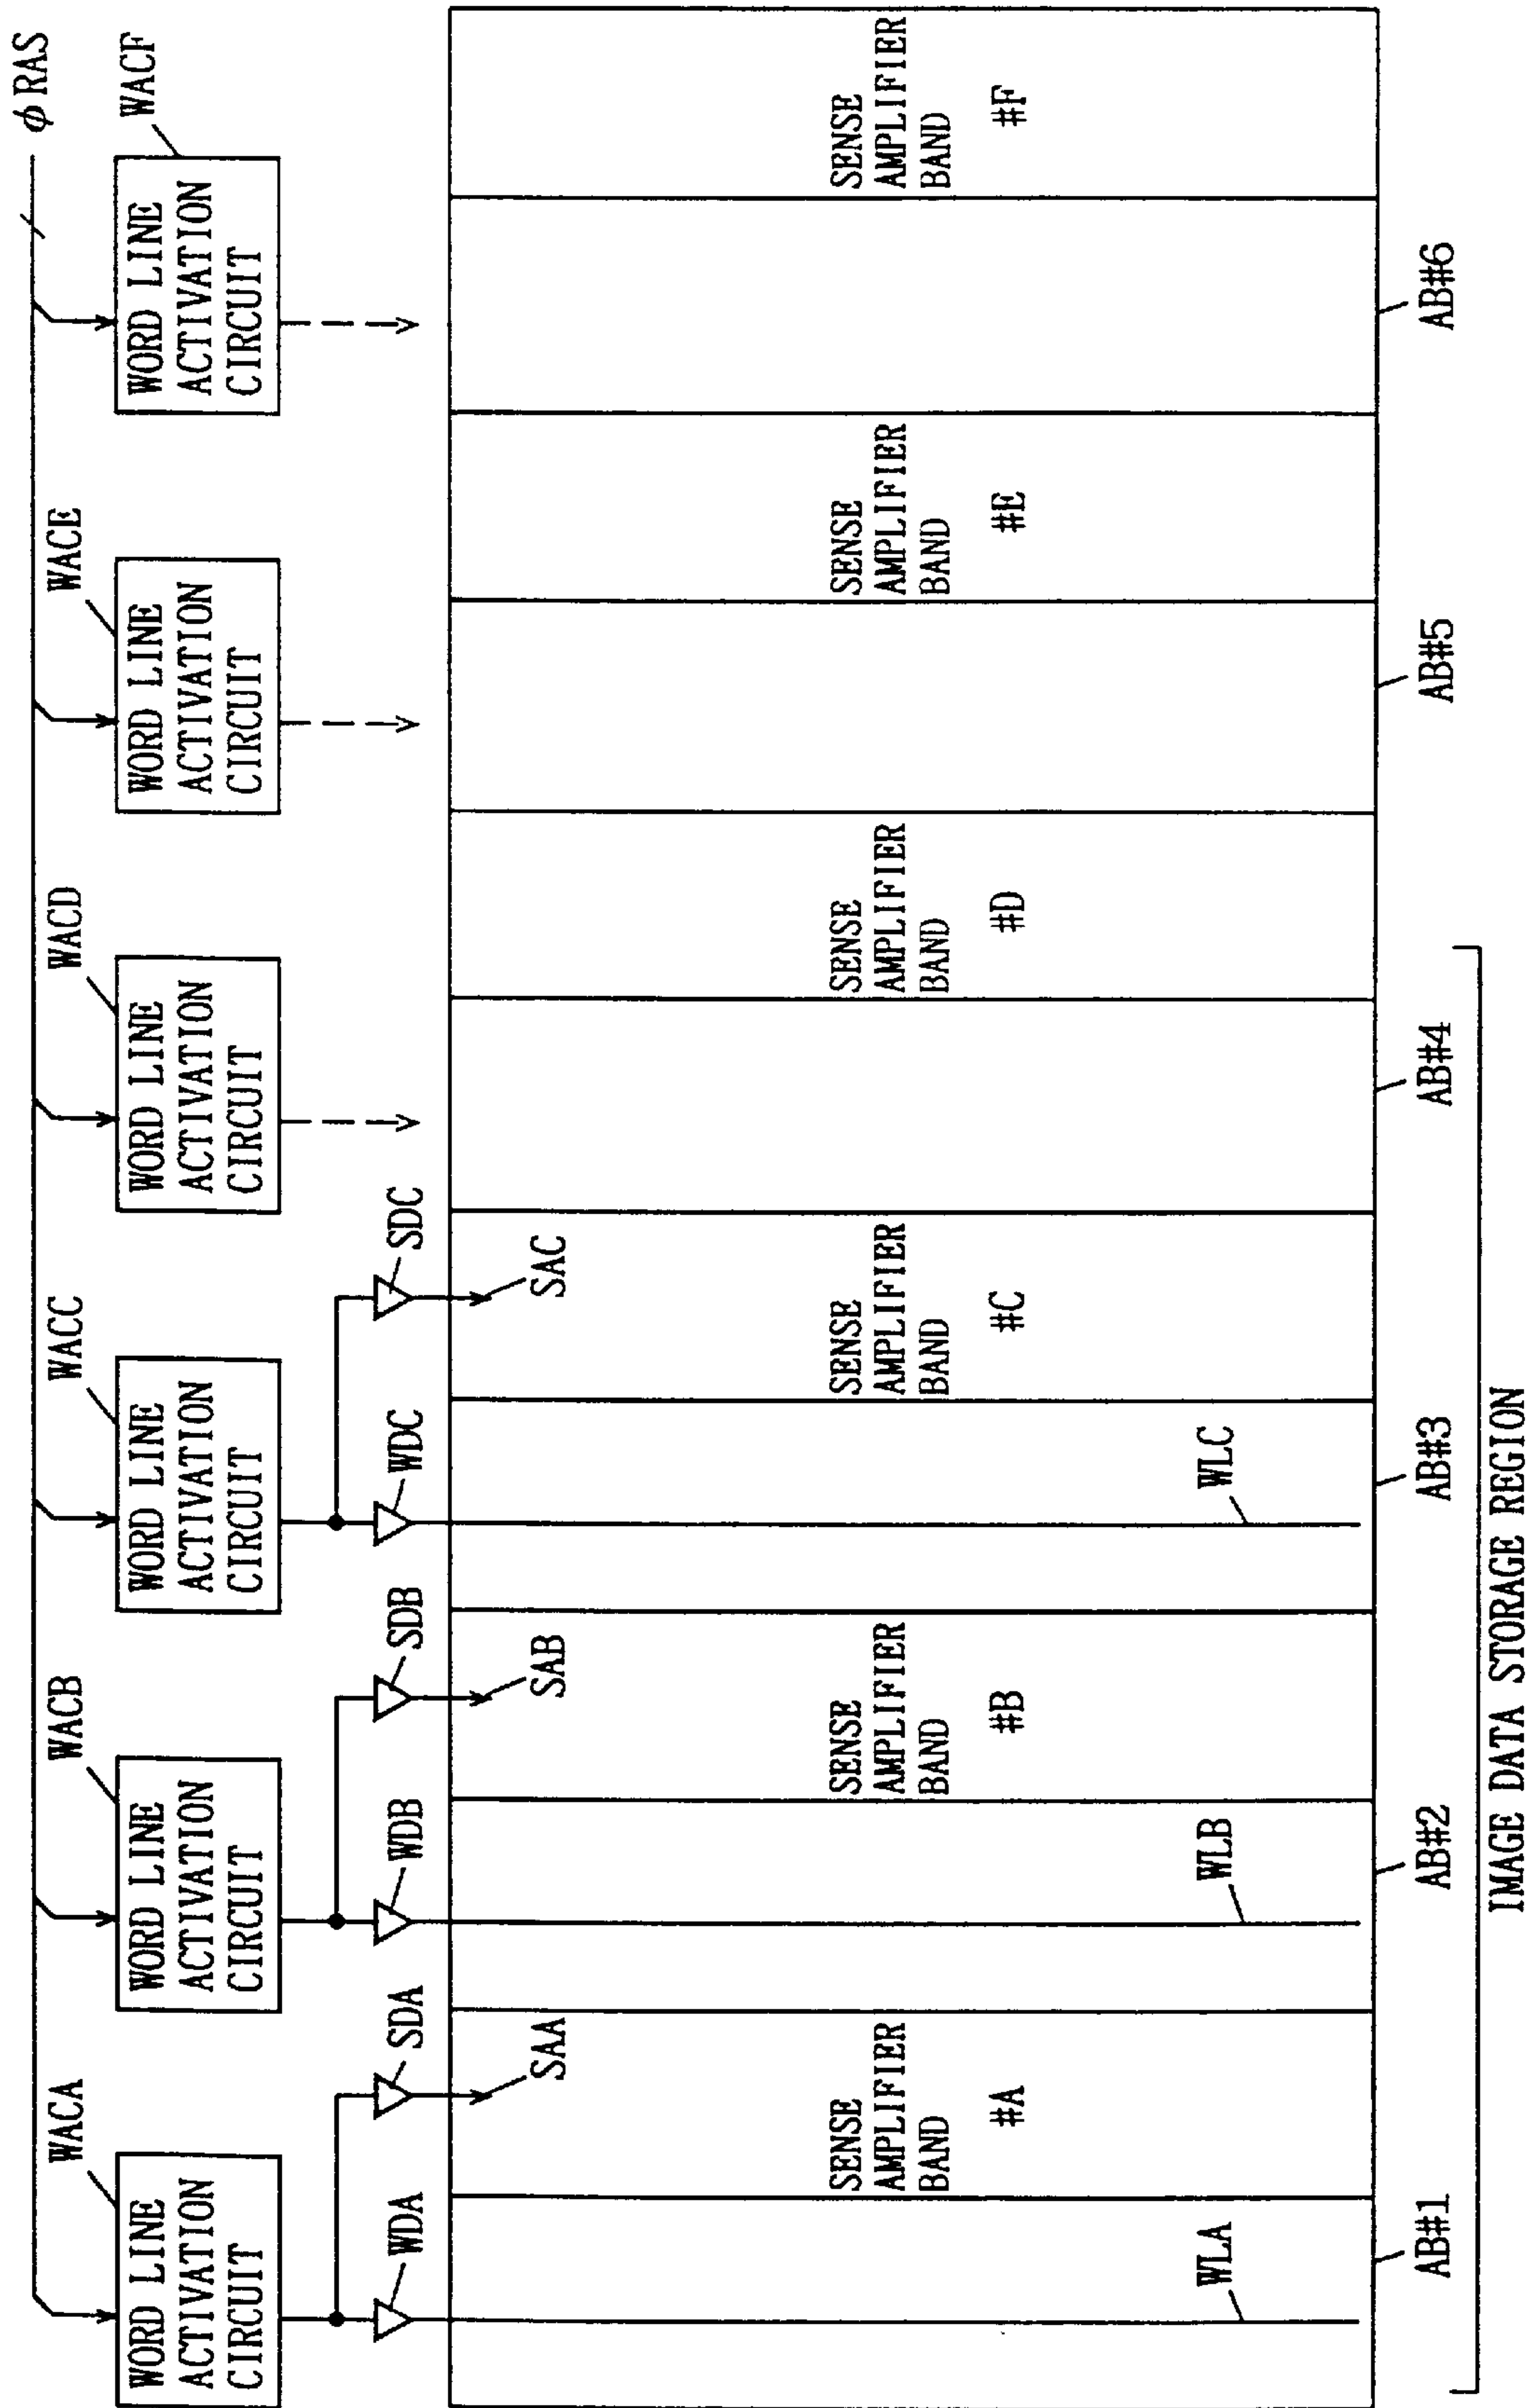 φRAS
WACA
WACB
WACC
WACD
WACE
WACF
WORD LINE
ACTIVATION
CIRCUIT
WORD LINE
ACTIVATION
CIRCUIT
WORD LINE
ACTIVATION
CIRCUIT
WORD LINE
ACTIVATION
CIRCUIT
WORD LINE
ACTIVATION
CIRCUIT
WORD LINE
ACTIVATION
CIRCUIT
WDA
SDA
WDB
SDB
WDC
SDC
SAA
SAB
SAC
SENSE
AMPLIFIER
BAND
#A
SENSE
AMPLIFIER
BAND
#B
SENSE
AMPLIFIER
BAND
#C
SENSE
AMPLIFIER
BAND
#D
SENSE
AMPLIFIER
BAND
#E
SENSE
AMPLIFIER
BAND
#F
WLA
WLB
WLC
AB#1
AB#2
AB#3
AB#4
AB#5
AB#6
IMAGE DATA STORAGE REGION